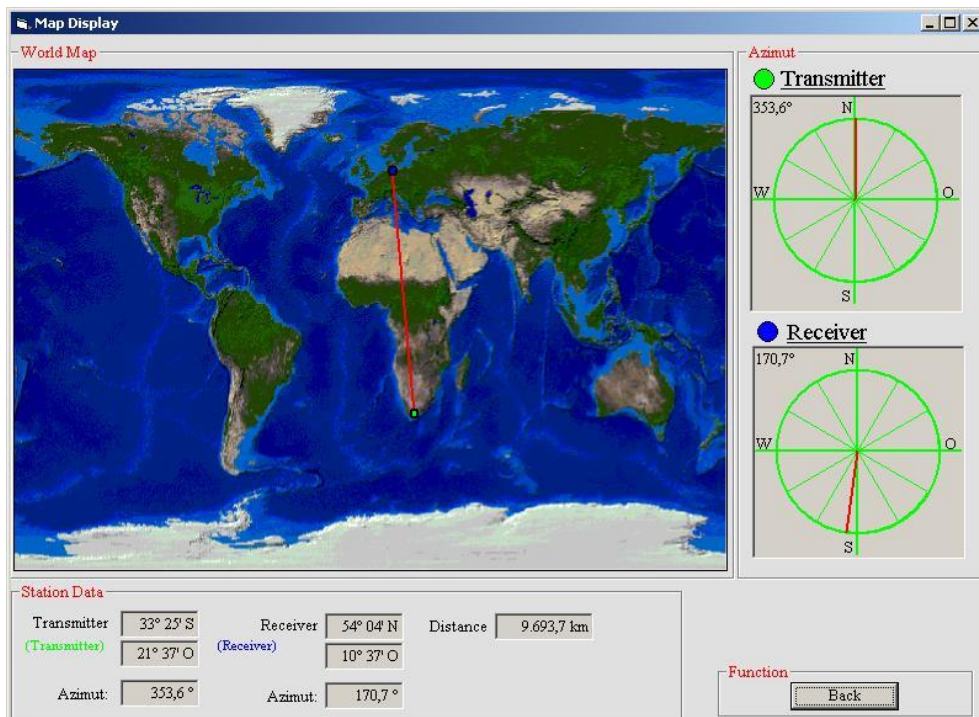 Map Display
World Map
Azimut
Transmitter
353,6°
N
W
O
S
Receiver
170,7°
N
W
O
S
Station Data
Transmitter 33° 25' S Receiver 54° 04' N Distance 9.693,7 km
(Transmitter) 21° 37' O (Receiver) 10° 37' O
Azimut: 353,6 ° Azimut: 170,7 °
Function
Back